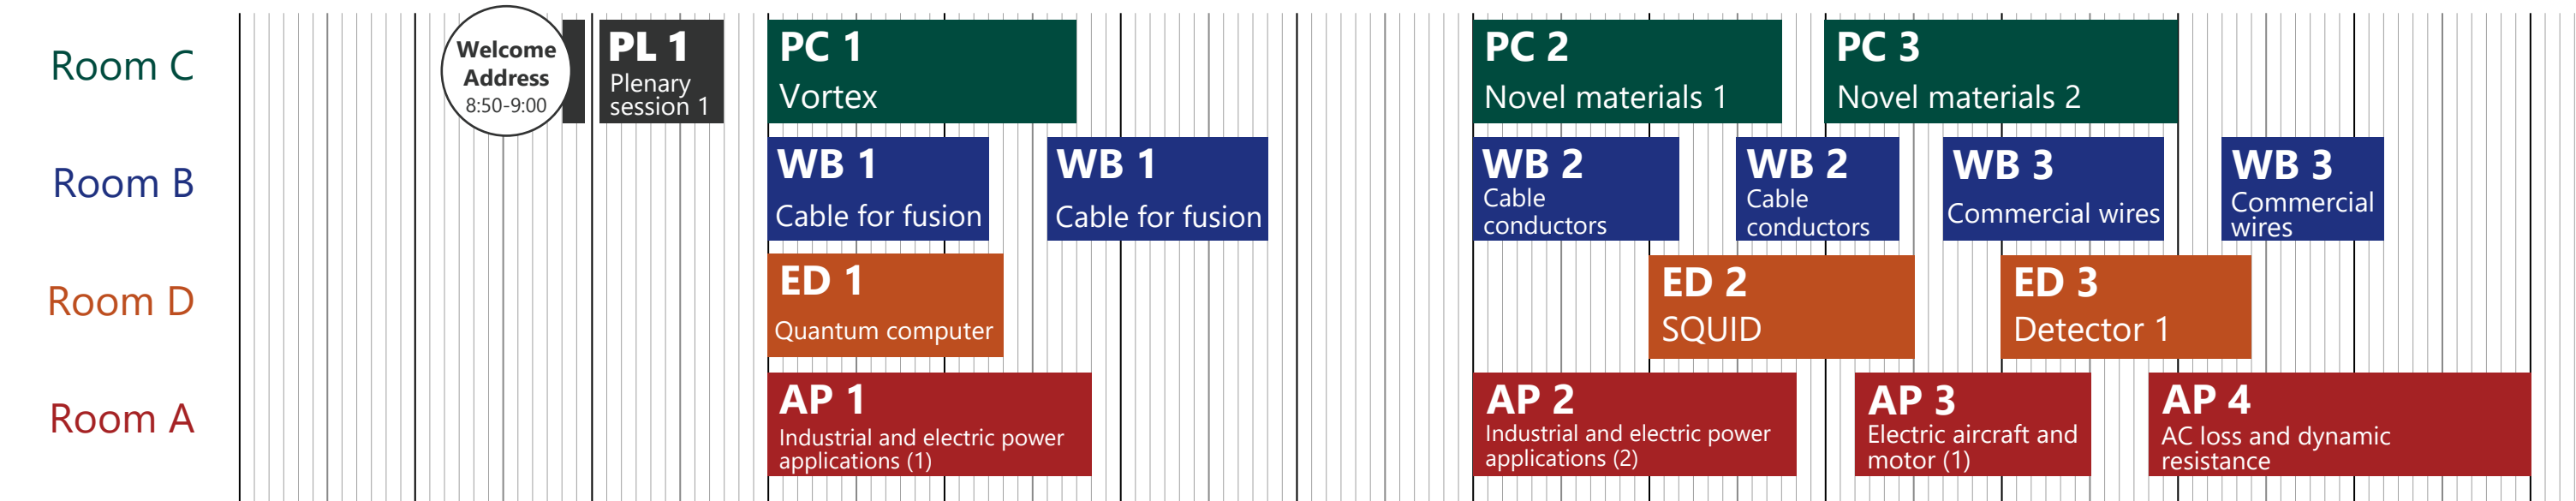 Room C
Welcome
Address
8:50-9:00
PL 1
Plenary
session 1
PC 1
Vortex
PC 2
Novel materials 1
PC 3
Novel materials 2
Room B
WB 1
Cable for fusion
WB 1
Cable for fusion
WB 2
Cable
conductors
WB 2
Cable
conductors
WB 3
Commercial wires
WB 3
Commercial
wires
Room D
ED 1
Quantum computer
ED 2
SQUID
ED 3
Detector 1
Room A
AP 1
Industrial and electric power
applications (1)
AP 2
Industrial and electric power
applications (2)
AP 3
Electric aircraft and
motor (1)
AP 4
AC loss and dynamic
resistance